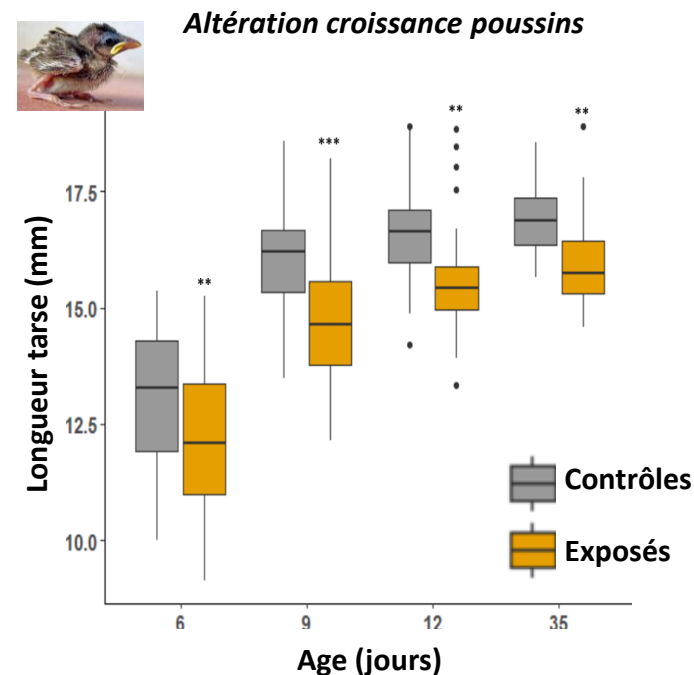 Altération croissance poussins
**
***
**
**
17.5
15.0
12.5
10.0
Longueur tarse (mm)
Contrôles
Exposés
6 9 12 35
Age (jours)